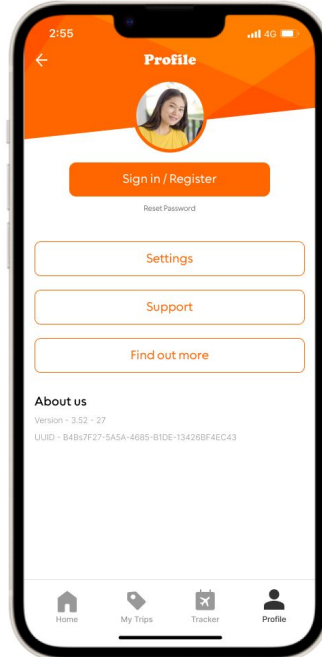 2:55
4G
Profile
Sign in / Register
Reset Password
Settings
Support
Find out more
About us
Version - 3.52 - 27
UUID - B4Bs7F27-5A5A-4685-B1DE-13426BF4EC43
Home My Trips Tracker Profile